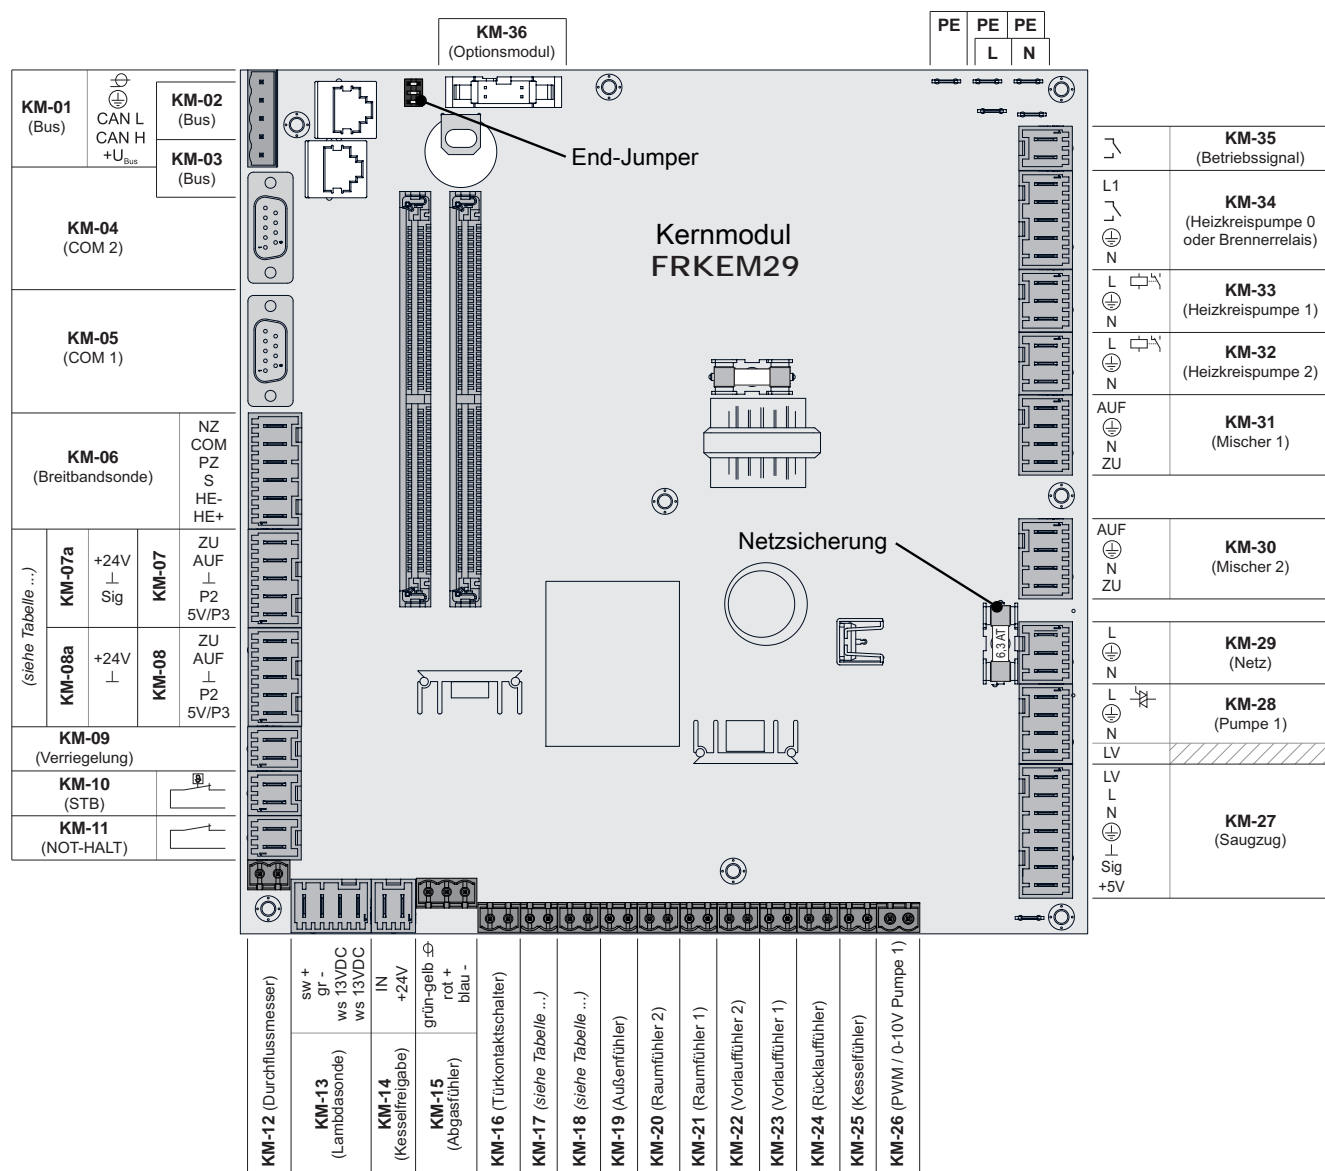 KM-36
(Optionsmodul)
PE
PE
PE
L
N
KM-01
(Bus)
CAN L
CAN H
+U Bus
KM-02
(Bus)
KM-03
(Bus)
KM-04
(COM 2)
KM-05
(COM 1)
KM-06
(Breitbandsonde)
NZ
COM
PZ
S
HE-
HE+
(siehe Tabelle ...)
KM-07a
+24V
Sig
KM-07
ZU
AUF
P2
5V/P3
KM-08a
+24V
KM-08
ZU
AUF
P2
5V/P3
KM-09
(Verriegelung)
KM-10
(STB)
KM-11
(NOT-HALT)
End-Jumper
Kernmodul
FRKEM29
Netzsicherung
6,3 AT
KM-35
(Betriebssignal)
L1
N
KM-34
(Heizkreispumpe 0
oder Brennerrelais)
L
N
KM-33
(Heizkreispumpe 1)
L
N
KM-32
(Heizkreispumpe 2)
AUF
N
ZU
KM-31
(Mischer 1)
AUF
N
ZU
KM-30
(Mischer 2)
L
N
KM-29
(Netz)
L
N
KM-28
(Pumpe 1)
LV
LV
L
N
Sig
+5V
KM-27
(Saugzug)
KM-12 (Durchflussmesser)
sw +
gr -
ws 13VDC
ws 13VDC
KM-13
(Lambdasonde)
IN
+24V
KM-14
(Kesselfreigabe)
grün-gelb
rot +
blau -
KM-15
(Abgasfühler)
KM-16 (Türkontaktschalter)
KM-17 (siehe Tabelle ...)
KM-18 (siehe Tabelle ...)
KM-19 (Außenfühler)
KM-20 (Raumfühler 2)
KM-21 (Raumfühler 1)
KM-22 (Vorlauffühler 2)
KM-23 (Vorlauffühler 1)
KM-24 (Rücklauffühler)
KM-25 (Kesselfühler)
KM-26 (PWM / 0-10V Pumpe 1)